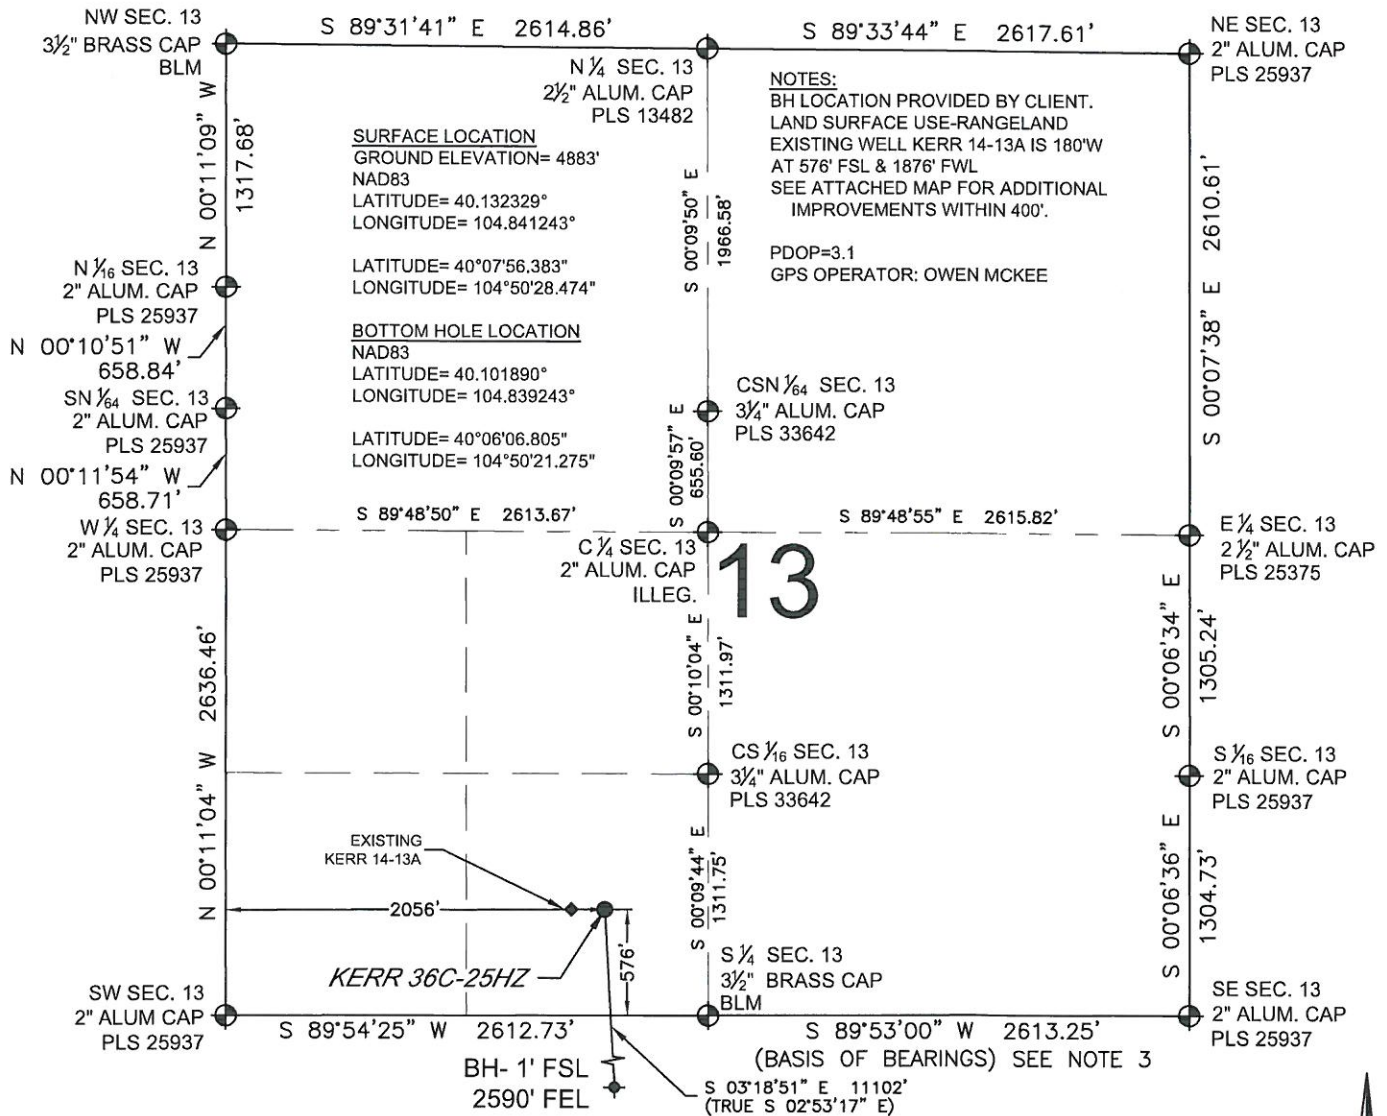 NW SEC. 13
3½" BRASS CAP
BLM
S 89°31'41" E 2614.86'
N ¼ SEC. 13
2½" ALUM. CAP
PLS 13482
S 89°33'44" E 2617.61'
NE SEC. 13
2" ALUM. CAP
PLS 25937
N 00°11'09" W
1317.68'
SURFACE LOCATION
GROUND ELEVATION= 4883'
NAD83
LATITUDE= 40.132329°
LONGITUDE= 104.841243°
LATITUDE= 40°07'56.383"
LONGITUDE= 104°50'28.474"
BOTTOM HOLE LOCATION
NAD83
LATITUDE= 40.101890°
LONGITUDE= 104.839243°
LATITUDE= 40°06'06.805"
LONGITUDE= 104°50'21.275"
NOTES:
BH LOCATION PROVIDED BY CLIENT.
LAND SURFACE USE-RANGELAND
EXISTING WELL KERR 14-13A IS 180'W
AT 576' FSL & 1876' FWL
SEE ATTACHED MAP FOR ADDITIONAL
IMPROVEMENTS WITHIN 400'.
PDOP=3.1
GPS OPERATOR: OWEN MCKEE
S 00°09'50" E
1966.58'
S 00°07'38" E 2610.61'
N 1/16 SEC. 13
2" ALUM. CAP
PLS 25937
N 00°10'51" W
658.84'
SN 1/64 SEC. 13
2" ALUM. CAP
PLS 25937
N 00°11'54" W
658.71'
CSN 1/64 SEC. 13
3¼" ALUM. CAP
PLS 33642
S 00°09'57" E
655.60'
W ¼ SEC. 13
2" ALUM. CAP
PLS 25937
S 89°48'50" E 2613.67'
C ¼ SEC. 13
2" ALUM. CAP
ILLEG.
13
S 89°48'55" E 2615.82'
E ¼ SEC. 13
2 ½" ALUM. CAP
PLS 25375
N 00°11'04" W 2636.46'
S 00°10'04" E
1311.97'
S 00°06'34" E
1305.24'
CS 1/16 SEC. 13
3¼" ALUM. CAP
PLS 33642
S 1/16 SEC. 13
2" ALUM. CAP
PLS 25937
EXISTING
KERR 14-13A
2056'
576'
KERR 36C-25HZ
S 00°09'44" E
1311.75'
S 00°06'36" E
1304.73'
SW SEC. 13
2" ALUM CAP
PLS 25937
S 89°54'25" W 2612.73'
S ¼ SEC. 13
3½" BRASS CAP
BLM
S 89°53'00" W 2613.25'
(BASIS OF BEARINGS) SEE NOTE 3
SE SEC. 13
2" ALUM. CAP
PLS 25937
BH- 1' FSL
2590' FEL
S 03°18'51" E 11102'
(TRUE S 02°53'17" E)